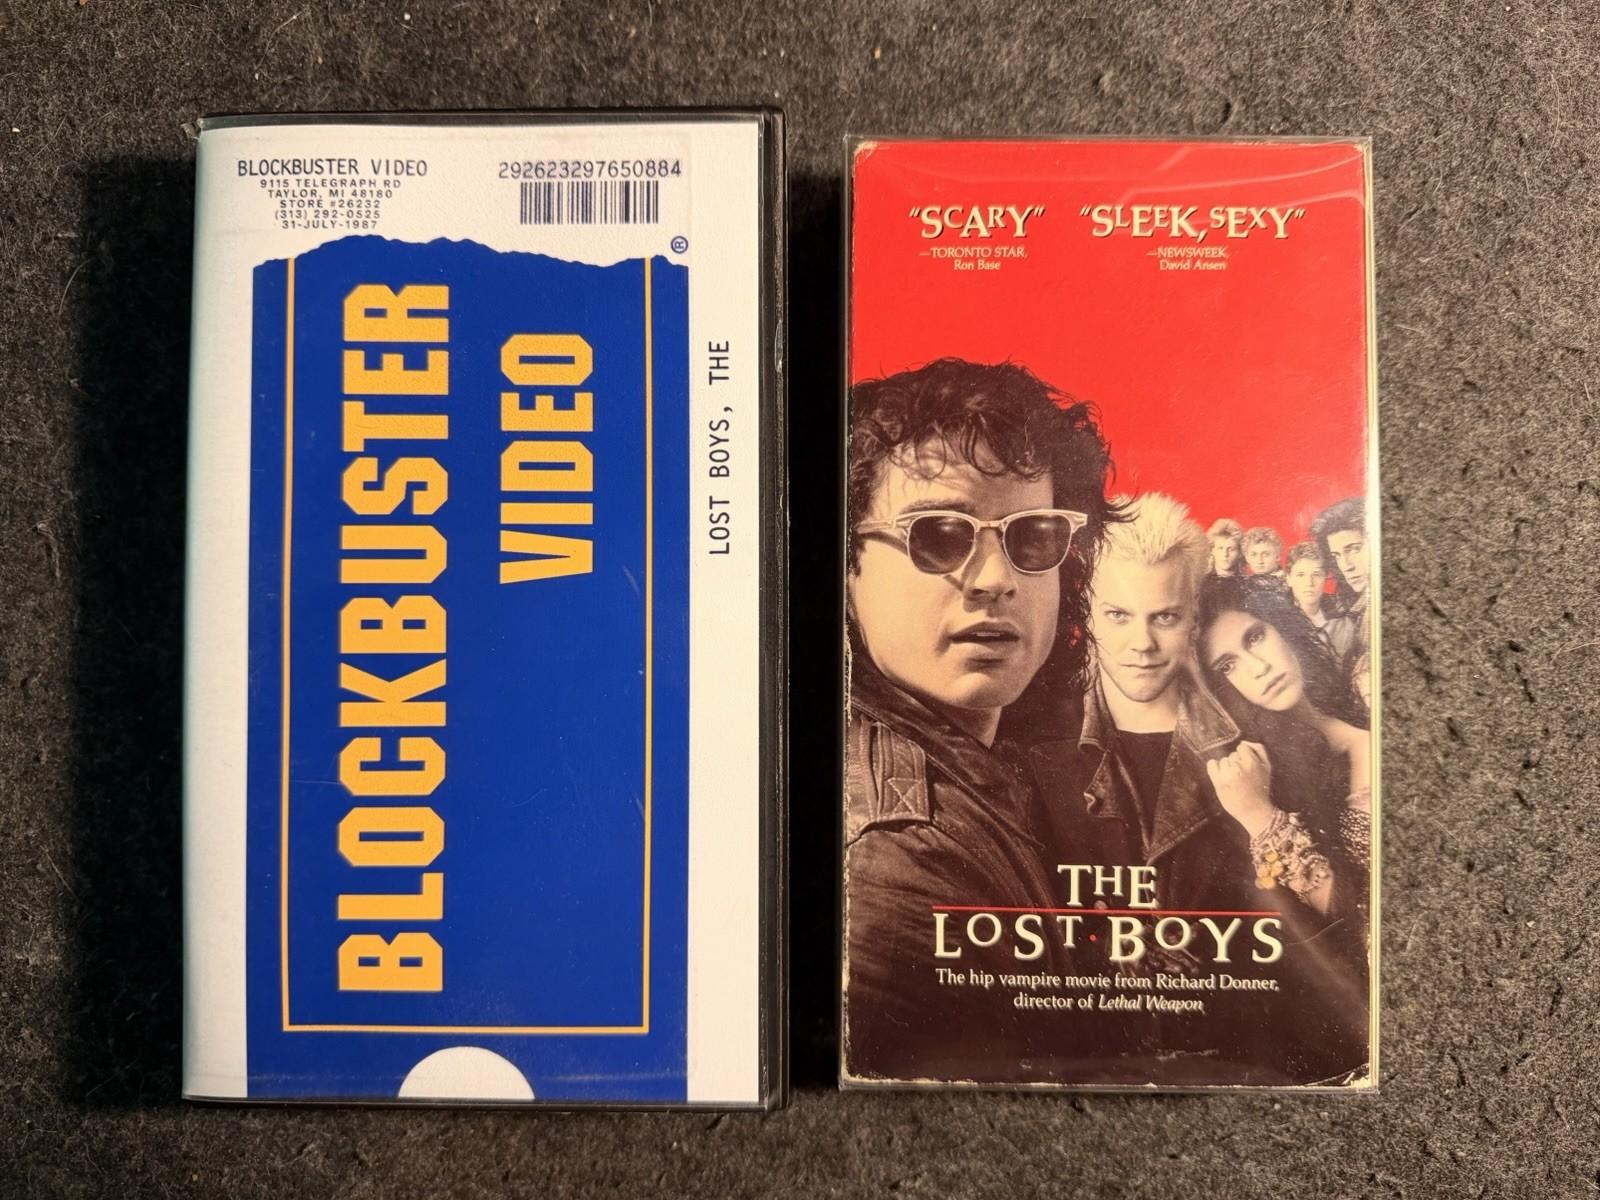 BLOCKBUSTER VIDEO
9115 TELEGRAPH RD
TAYLOR, MI 48180
STORE #26232
(313) 292-0525
31-JULY-1987
292623297650884
®
BLOCKBUSTER
VIDEO
LOST BOYS, THE
"SCARY"
—TORONTO STAR,
Ron Base
"SLEEK, SEXY"
—NEWSWEEK,
David Ansen
THE
LOST BOYS
The hip vampire movie from Richard Donner,
director of Lethal Weapon